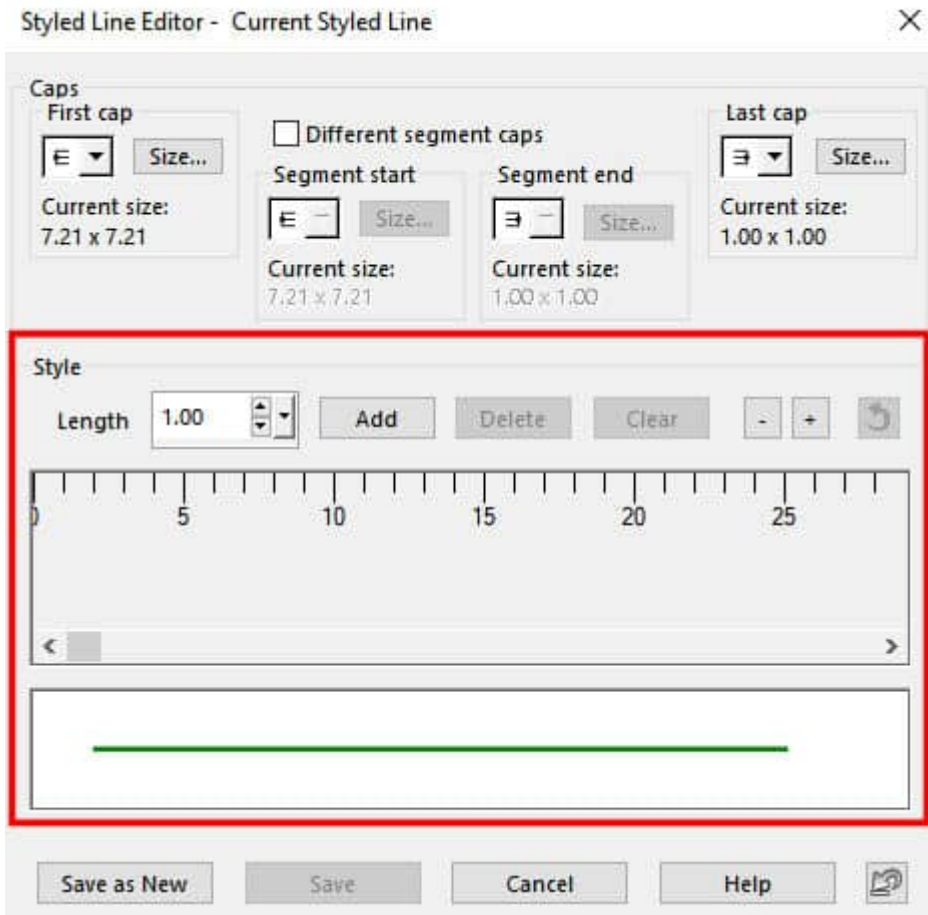 Styled Line Editor - Current Styled Line
Caps
First cap
Size...
Current size:
7.21 x 7.21
Different segment caps
Segment start
Size...
Current size:
7.21 x 7.21
Segment end
Size...
Current size:
1.00 x 1.00
Last cap
Size...
Current size:
1.00 x 1.00
Style
Length 1.00 Add Delete Clear - +
0 5 10 15 20 25
Save as New Save Cancel Help